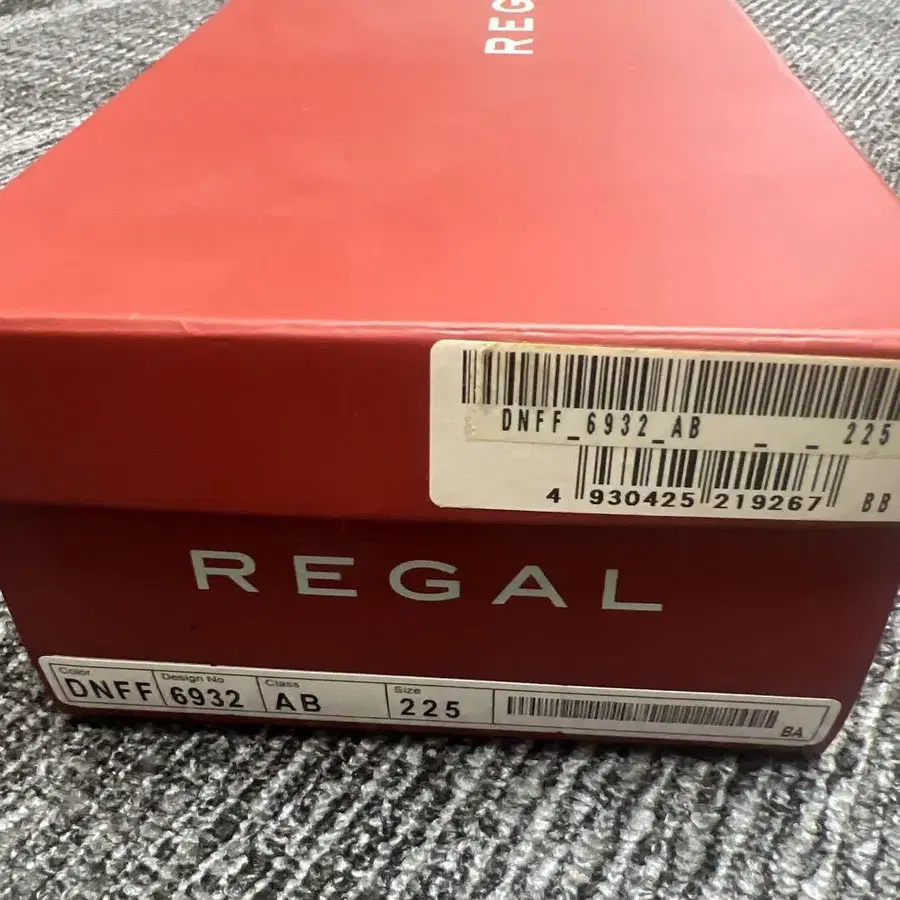 REG
DNFF_6932_AB _ _ 225
4 930425 219267 BB
REGAL
Color Design No Class Size
DNFF 6932 AB 225
BA